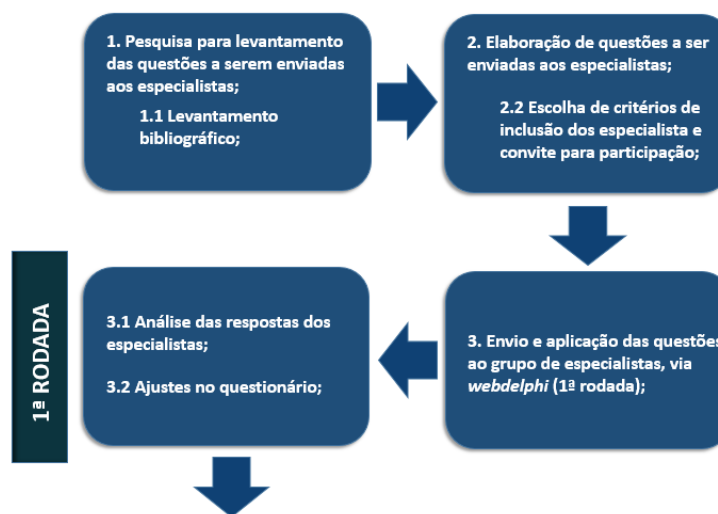 1. Pesquisa para levantamento
das questões a serem enviadas
aos especialistas;
1.1 Levantamento
bibliográfico;
2. Elaboração de questões a ser
enviadas aos especialistas;
2.2 Escolha de critérios de
inclusão dos especialista e
convite para participação;
1ª RODADA
3.1 Análise das respostas dos
especialistas;
3.2 Ajustes no questionário;
3. Envio e aplicação das questões
ao grupo de especialistas, via
webdelphi (1ª rodada);